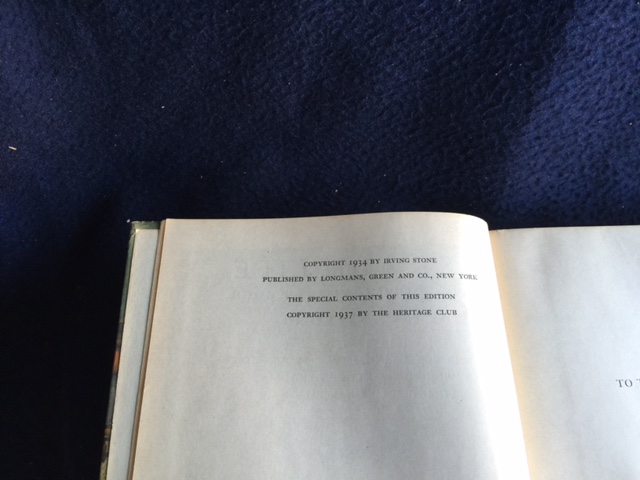 COPYRIGHT 1934 BY IRVING STONE
PUBLISHED BY LONGMANS, GREEN AND CO., NEW YORK
THE SPECIAL CONTENTS OF THIS EDITION
COPYRIGHT 1937 BY THE HERITAGE CLUB
TO